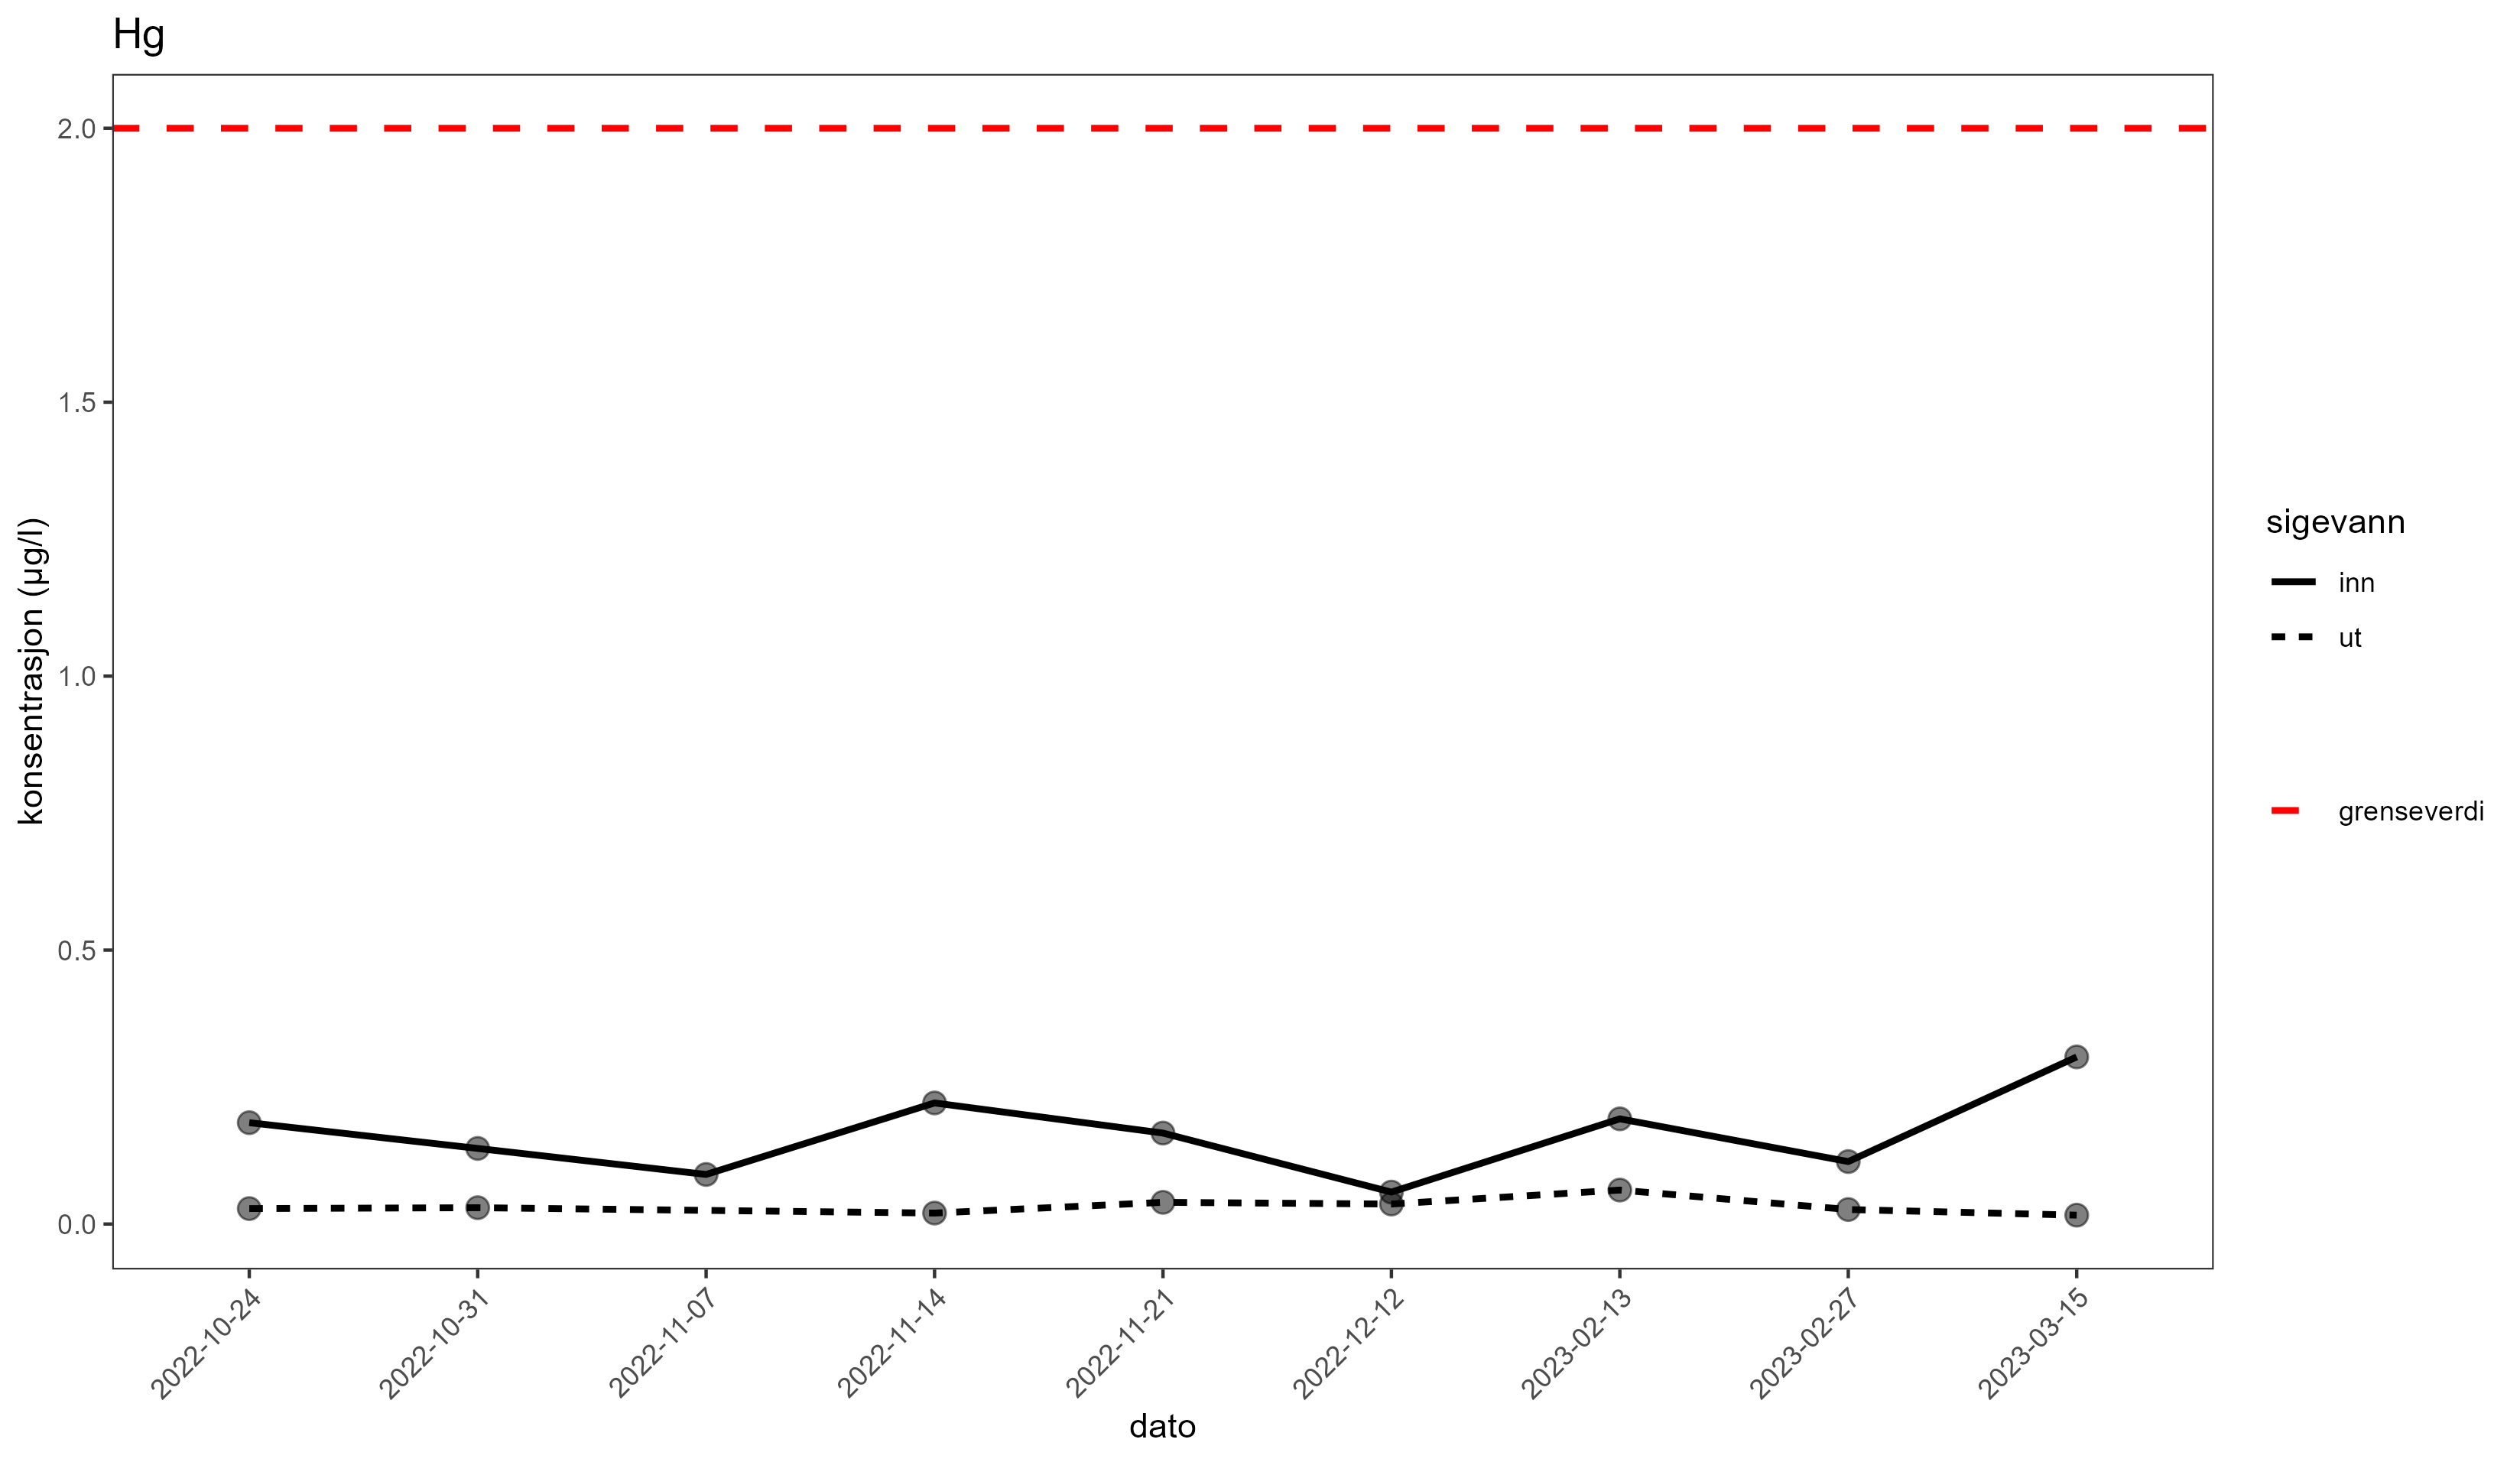 Hg
konsentrasjon (µg/l)
2.0
1.5
1.0
0.5
0.0
2022-10-24
2022-10-31
2022-11-07
2022-11-14
2022-11-21
2022-12-12
2023-02-13
2023-02-27
2023-03-15
dato
sigevann
inn
ut
grenseverdi